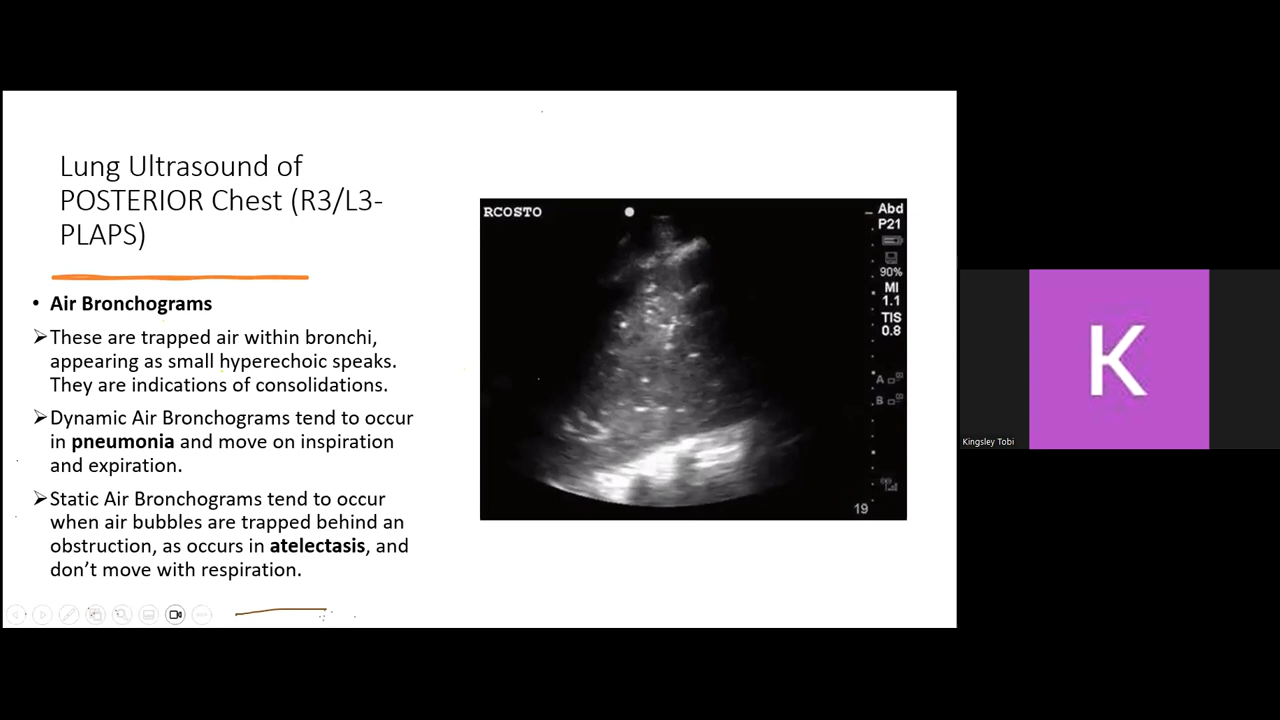 Lung Ultrasound of
POSTERIOR Chest (R3/L3-
PLAPS)
• Air Bronchograms
➢These are trapped air within bronchi,
appearing as small hyperechoic speaks.
They are indications of consolidations.
➢Dynamic Air Bronchograms tend to occur
in pneumonia and move on inspiration
and expiration.
➢Static Air Bronchograms tend to occur
when air bubbles are trapped behind an
obstruction, as occurs in atelectasis, and
don’t move with respiration.
RCOSTO
Abd
P21
90%
MI
1.1
TIS
0.8
A
B
19
K
Kingsley Tobi